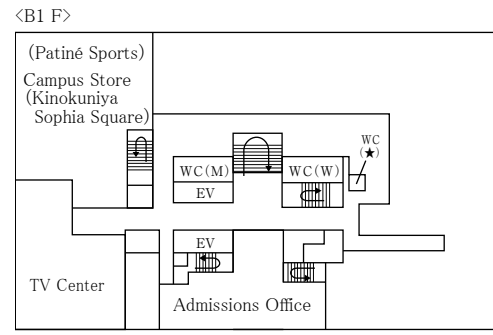 <B1 F>
(Patiné Sports)
Campus Store
(Kinokuniya
Sophia Square)
WC
(★)
WC(M)
WC(W)
EV
EV
TV Center
Admissions Office